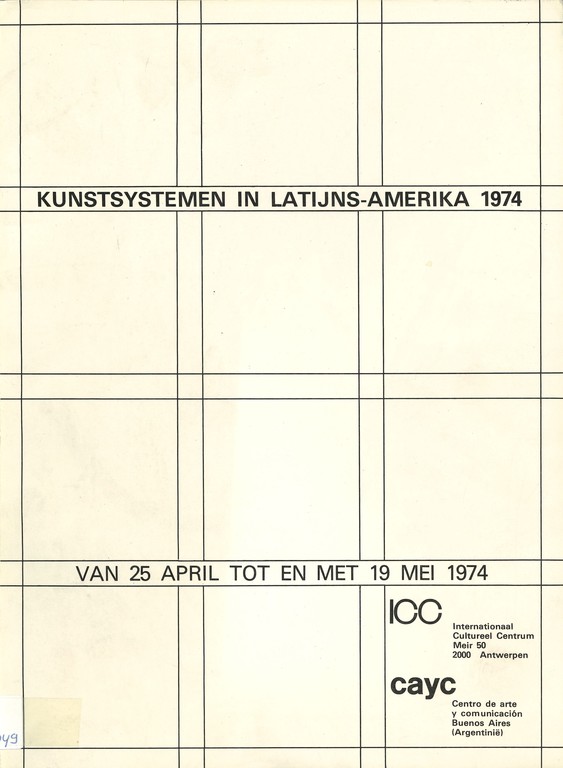 KUNSTSYSTEMEN IN LATIJNS-AMERIKA 1974
VAN 25 APRIL TOT EN MET 19 MEI 1974
ICC
Internationaal
Cultureel Centrum
Meir 50
2000 Antwerpen
cayc
Centro de arte
y comunicación
Buenos Aires
(Argentinië)